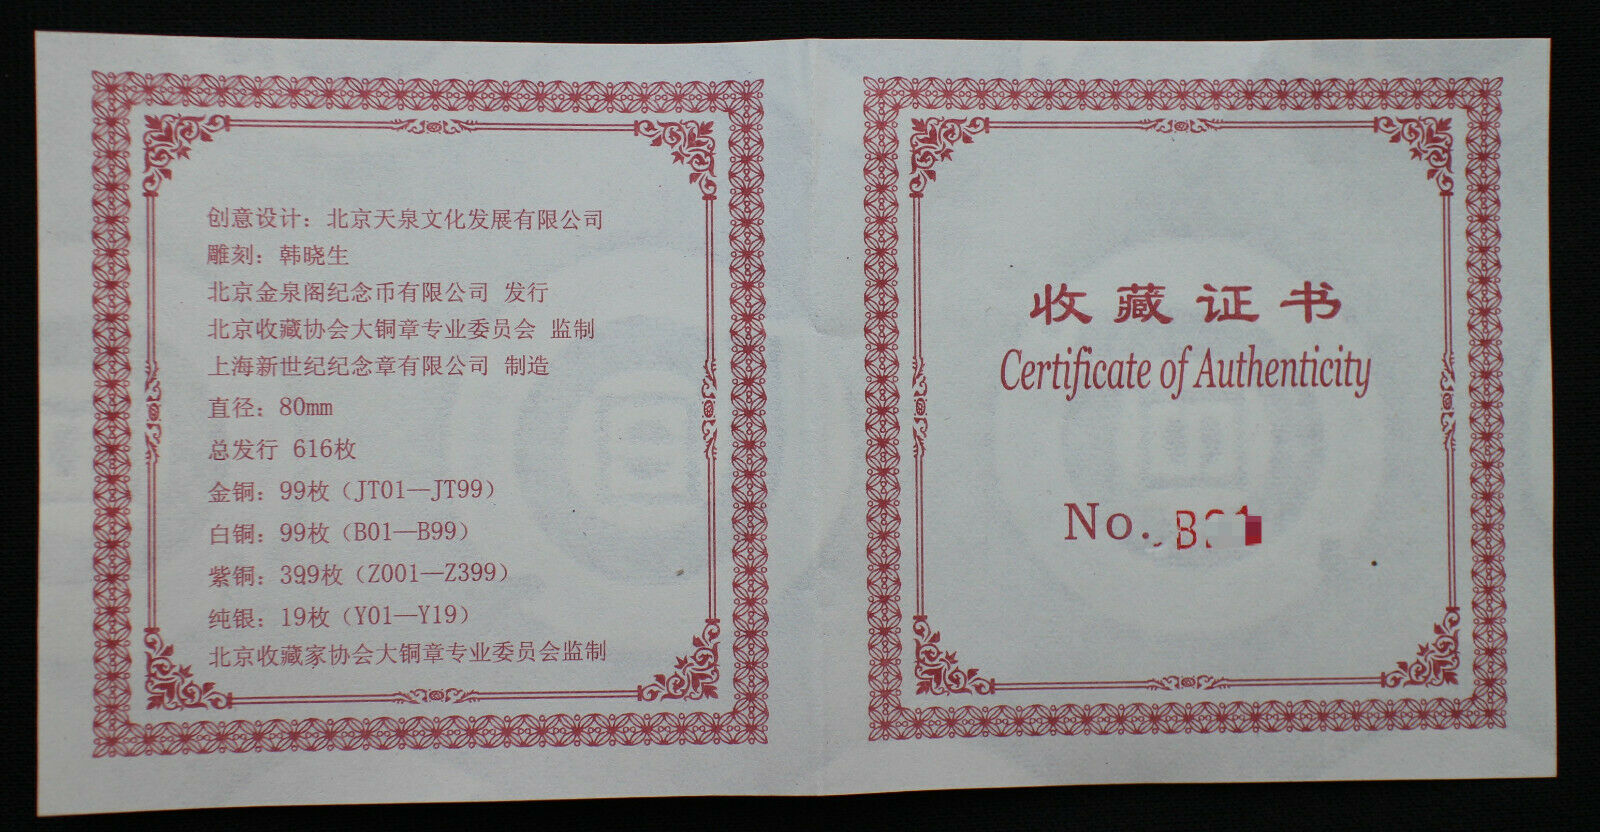 创意设计：北京天泉文化发展有限公司
雕刻：韩晓生
北京金泉阁纪念币有限公司 发行
北京收藏协会大铜章专业委员会 监制
上海新世纪纪念章有限公司 制造
直径：80mm
总发行 616枚
金铜：99枚（JT01—JT99）
白铜：99枚（B01—B99）
紫铜：399枚（Z001—Z399）
纯银：19枚（Y01—Y19）
北京收藏家协会大铜章专业委员会监制
收藏证书
Certificate of Authenticity
No.